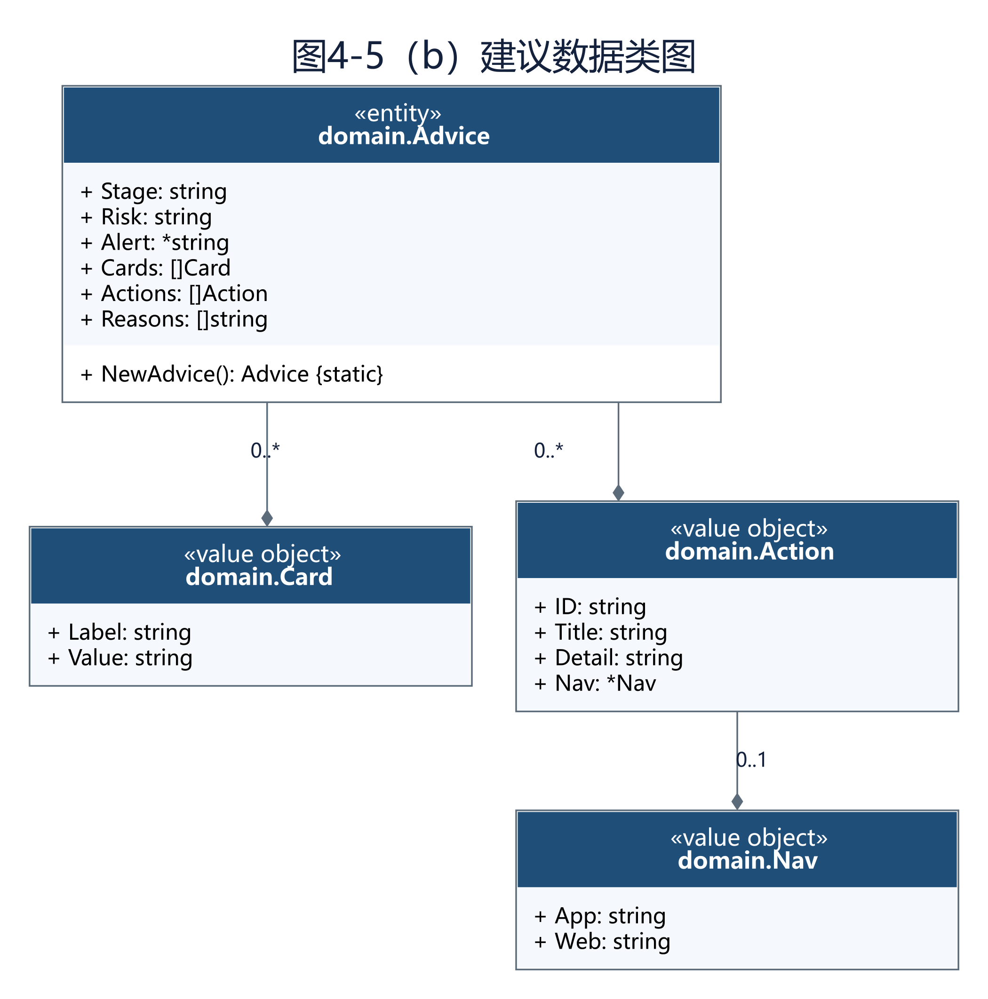 图4-5（b）建议数据类图
«entity»
domain.Advice
+ Stage: string
+ Risk: string
+ Alert: *string
+ Cards: []Card
+ Actions: []Action
+ Reasons: []string
+ NewAdvice(): Advice {static}
0..*
0..*
«value object»
domain.Card
+ Label: string
+ Value: string
«value object»
domain.Action
+ ID: string
+ Title: string
+ Detail: string
+ Nav: *Nav
0..1
«value object»
domain.Nav
+ App: string
+ Web: string